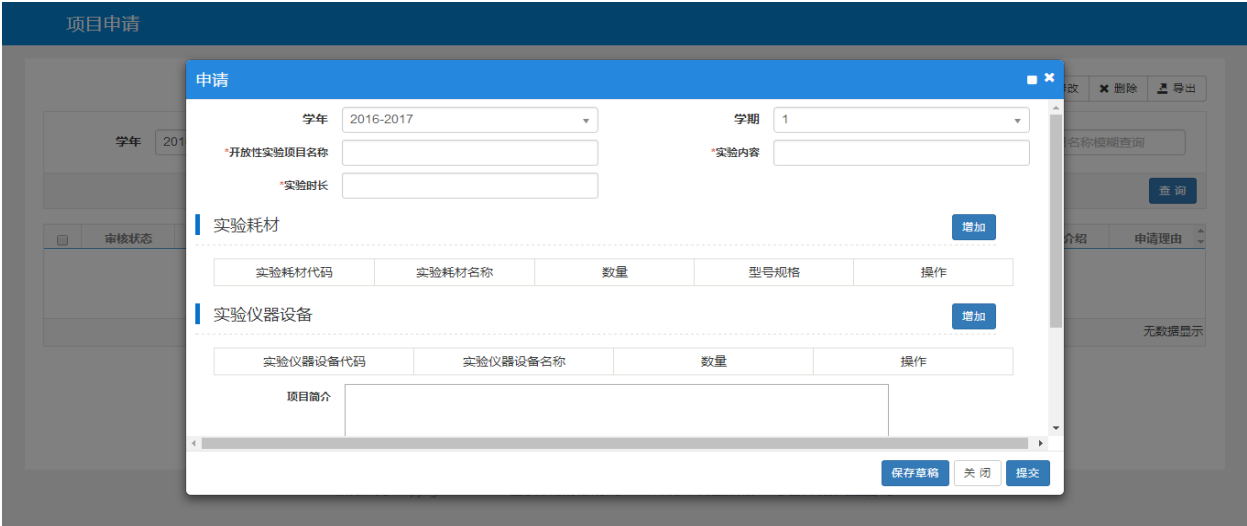 项目申请
申请
改 删除 导出
学年 2016-2017 学期 1
学年 201 名称模糊查询
*开放性实验项目名称 *实验内容
*实验时长
查 询
实验耗材 增加
审核状态 介绍 申请理由
实验耗材代码 实验耗材名称 数量 型号规格 操作
实验仪器设备 增加
无数据显示
实验仪器设备代码 实验仪器设备名称 数量 操作
项目简介
保存草稿 关 闭 提交